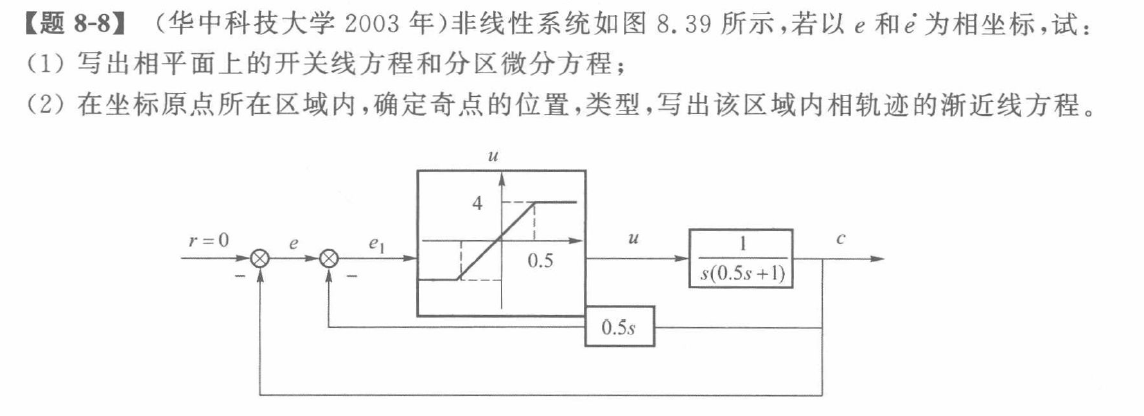 【题 8-8】 (华中科技大学 2003 年)非线性系统如图 8.39 所示,若以 e 和ė 为相坐标,试:
(1) 写出相平面上的开关线方程和分区微分方程;
(2) 在坐标原点所在区域内,确定奇点的位置,类型,写出该区域内相轨迹的渐近线方程。
u
4
0.5
r=0
e
e₁
−
−
u
1
s(0.5s+1)
c
0.5s